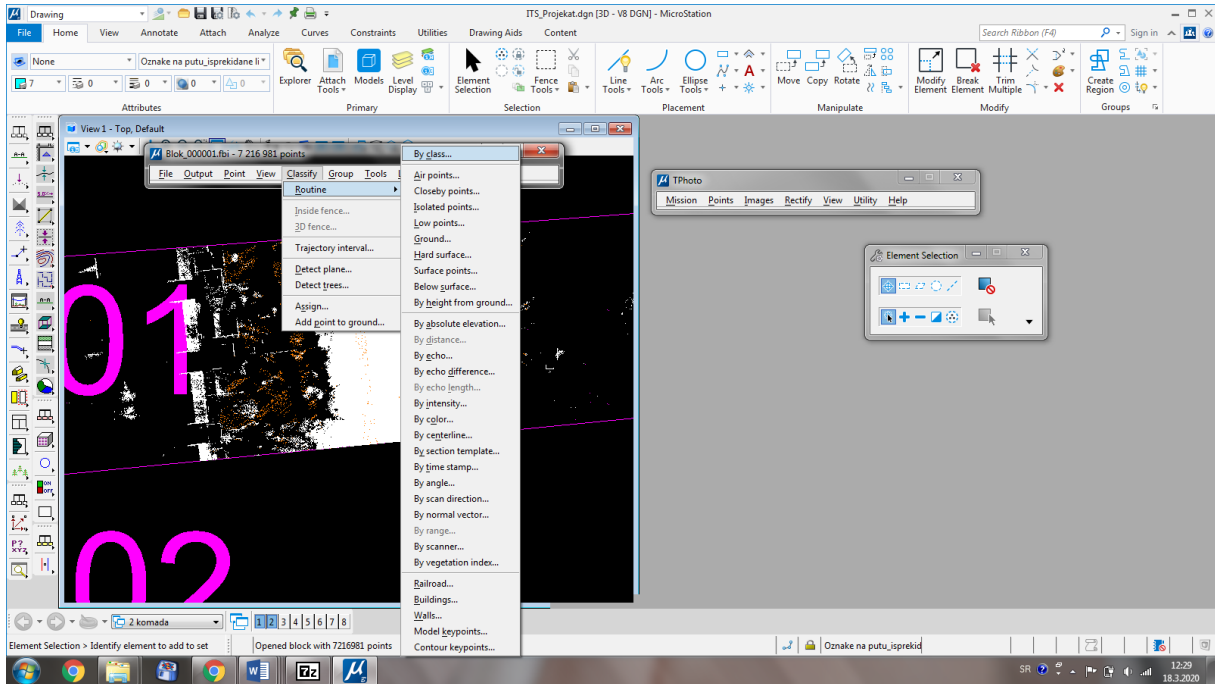 Drawing
ITS_Projekat.dgn [3D - V8 DGN] - MicroStation
File Home View Annotate Attach Analyze Curves Constraints Utilities Drawing Aids Content
Search Ribbon (F4)
Sign in
None
Oznake na putu_isprekidane li
7 0 0 0 0
Attributes
Explorer
Attach Tools
Models
Level Display
Primary
Element Selection
Fence Tools
Selection
Line Tools
Arc Tools
Ellipse Tools
Placement
Move Copy Rotate
Manipulate
Modify Element
Break Element
Trim Multiple
Modify
Create Region
Groups
View 1 - Top, Default
Blok_000001.fbi - 7 216 981 points
File Output Point View Classify Group Tools
Routine
Inside fence...
3D fence...
Trajectory interval...
Detect plane...
Detect trees...
Assign...
Add point to ground...
By class...
Air points...
Closeby points...
Isolated points...
Low points...
Ground...
Hard surface...
Surface points...
Below surface...
By height from ground...
By absolute elevation...
By distance...
By echo...
By echo difference...
By echo length...
By intensity...
By color...
By centerline...
By section template...
By time stamp...
By angle...
By scan direction...
By normal vector...
By range...
By scanner...
By vegetation index...
Railroad...
Buildings...
Walls...
Model keypoints...
Contour keypoints...
01
02
TPhoto
Mission Points Images Rectify View Utility Help
Element Selection
2 komada
1 2 3 4 5 6 7 8
Element Selection > Identify element to add to set
Opened block with 7216981 points
Oznake na putu_isprekid
SR
12:29
18.3.2020